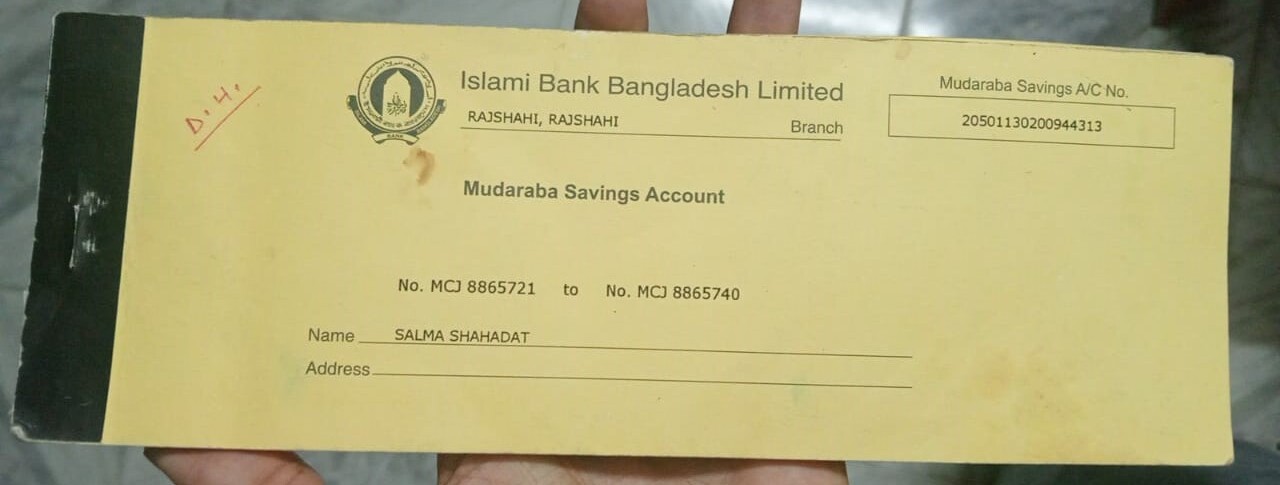 D.H.
Islami Bank Bangladesh Limited
RAJSHAHI, RAJSHAHI Branch
Mudaraba Savings A/C No.
20501130200944313
BANK
Mudaraba Savings Account
No. MCJ 8865721 to No. MCJ 8865740
Name SALMA SHAHADAT
Address